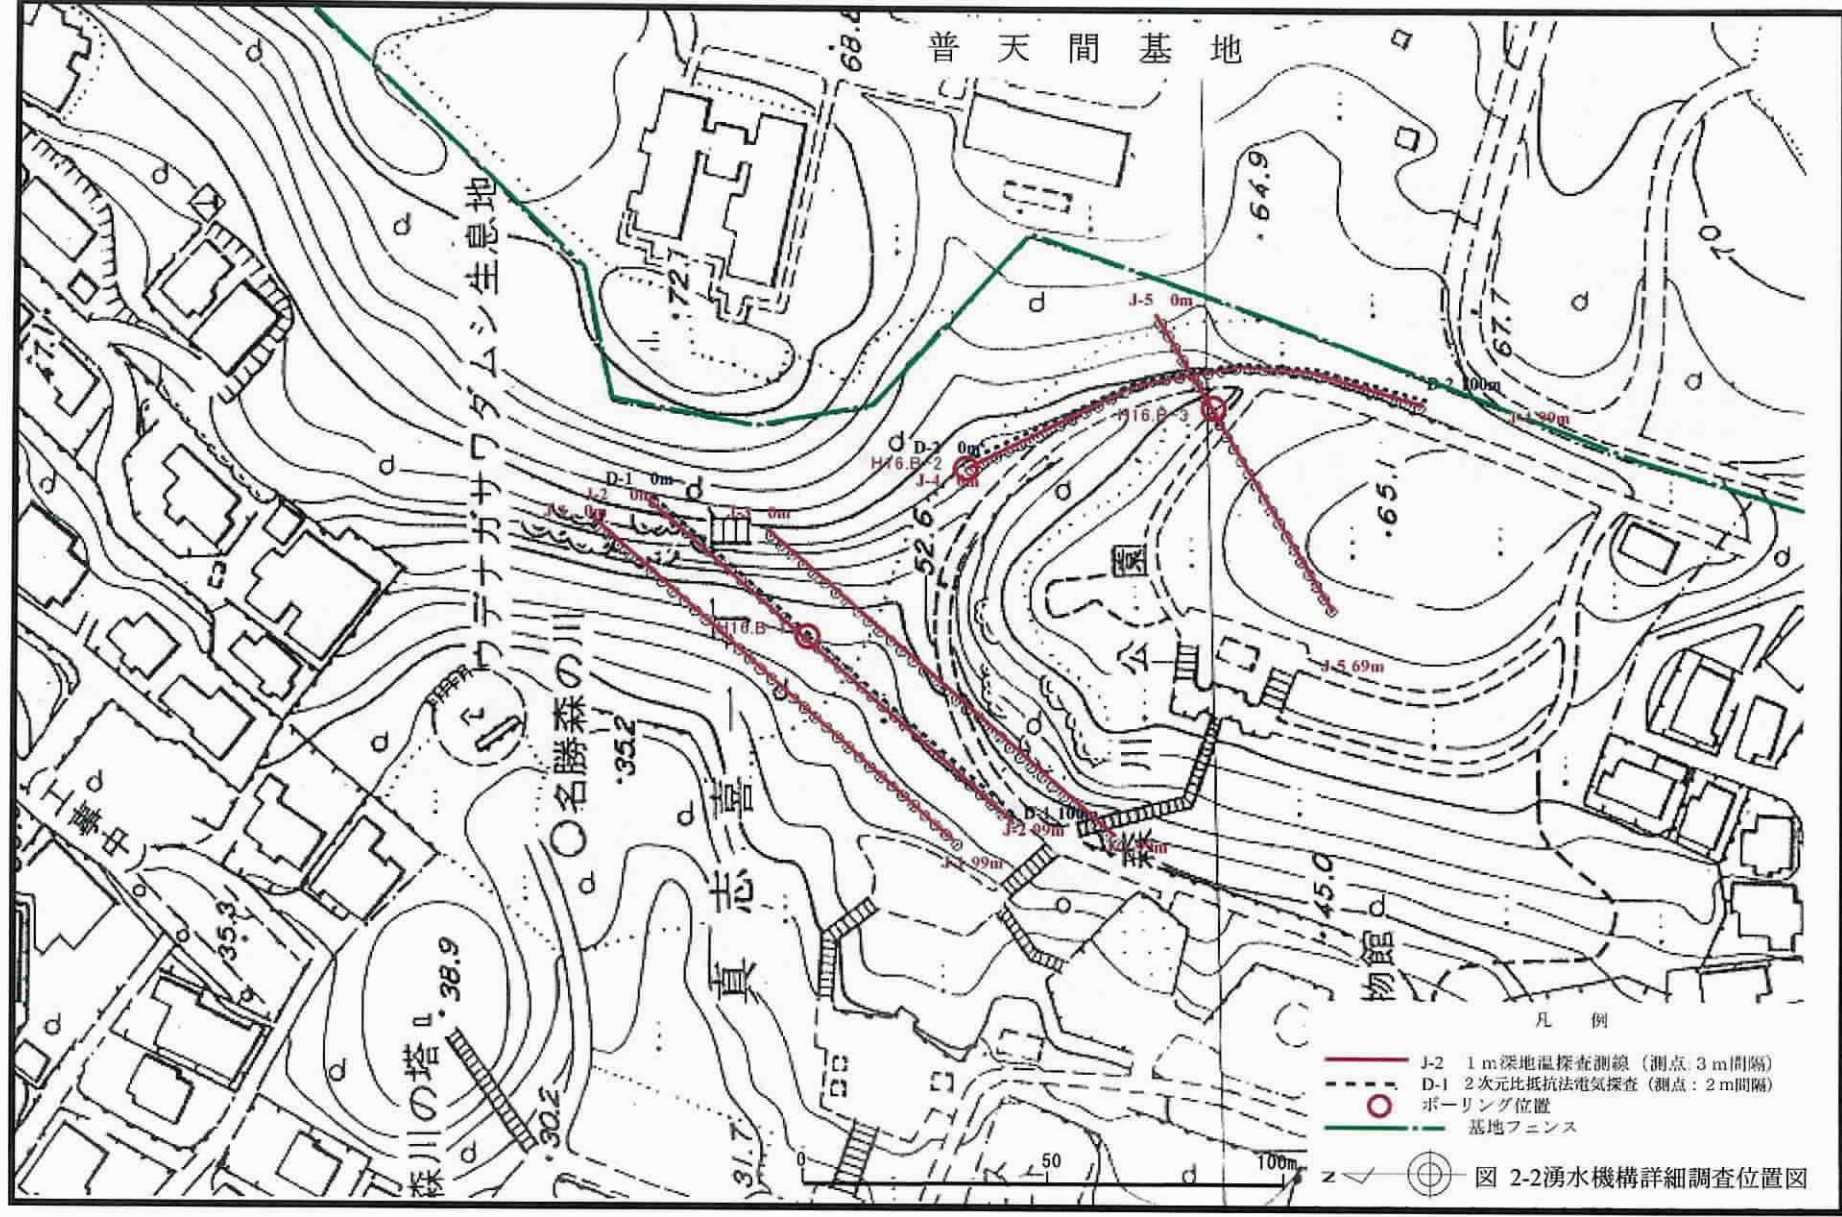 普天間基地
68.8
72.1
64.9
70
67.7
ウデナガサワダムシ生息地
J-5 0m
D-2 100m
J-4 99m
H16.B-3
D-2 0m
H16.B-2
J-4 0m
D-1 0m
J-2 0m
J-1 0m
J-3 0m
52.6
65.1
H16.B-1
公園
J-5 69m
名勝森の川
35.2
真志喜一
森川
D-1 100m
J-2 99m
J-1 99m
45.0
物館
35.3
38.9
森川の塔
30.2
31.7
0 50 100m
凡例
J-2 1m深地温探査測線(測点:3m間隔)
D-1 2次元比抵抗法電気探査(測点:2m間隔)
ボーリング位置
基地フェンス
N
図 2-2湧水機構詳細調査位置図